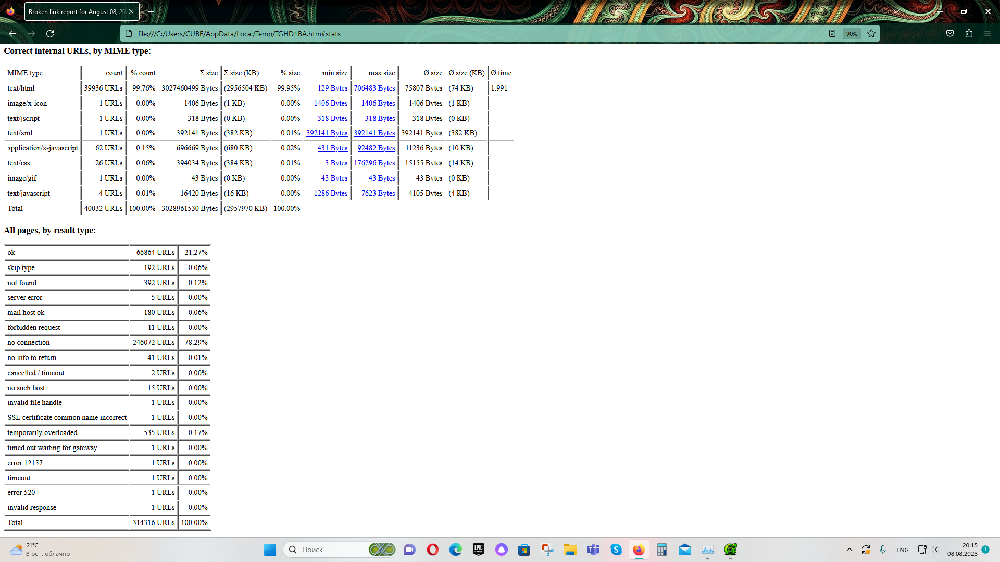 Broken link report for August 08, 20
file:///C:/Users/CUBE/AppData/Local/Temp/TGHD1BA.htm#stats
90%
Correct internal URLs, by MIME type:
MIME type count % count Σ size Σ size (KB) % size min size max size Ø size Ø size (KB) Ø time
text/html 39936 URLs 99.76% 3027460499 Bytes (2956504 KB) 99.95% 129 Bytes 706483 Bytes 75807 Bytes (74 KB) 1.991
image/x-icon 1 URLs 0.00% 1406 Bytes (1 KB) 0.00% 1406 Bytes 1406 Bytes 1406 Bytes (1 KB)
text/jscript 1 URLs 0.00% 318 Bytes (0 KB) 0.00% 318 Bytes 318 Bytes 318 Bytes (0 KB)
text/xml 1 URLs 0.00% 392141 Bytes (382 KB) 0.01% 392141 Bytes 392141 Bytes 392141 Bytes (382 KB)
application/x-javascript 62 URLs 0.15% 696669 Bytes (680 KB) 0.02% 431 Bytes 92482 Bytes 11236 Bytes (10 KB)
text/css 26 URLs 0.06% 394034 Bytes (384 KB) 0.01% 3 Bytes 176296 Bytes 15155 Bytes (14 KB)
image/gif 1 URLs 0.00% 43 Bytes (0 KB) 0.00% 43 Bytes 43 Bytes 43 Bytes (0 KB)
text/javascript 4 URLs 0.01% 16420 Bytes (16 KB) 0.00% 1286 Bytes 7623 Bytes 4105 Bytes (4 KB)
Total 40032 URLs 100.00% 3028961530 Bytes (2957970 KB) 100.00%
All pages, by result type:
ok 66864 URLs 21.27%
skip type 192 URLs 0.06%
not found 392 URLs 0.12%
server error 5 URLs 0.00%
mail host ok 180 URLs 0.06%
forbidden request 11 URLs 0.00%
no connection 246072 URLs 78.29%
no info to return 41 URLs 0.01%
cancelled / timeout 2 URLs 0.00%
no such host 15 URLs 0.00%
invalid file handle 1 URLs 0.00%
SSL certificate common name incorrect 1 URLs 0.00%
temporarily overloaded 535 URLs 0.17%
timed out waiting for gateway 1 URLs 0.00%
error 12157 1 URLs 0.00%
timeout 1 URLs 0.00%
error 520 1 URLs 0.00%
invalid response 1 URLs 0.00%
Total 314316 URLs 100.00%
21°C
В осн. облачно
Поиск
EPIC GAMES
ENG
20:15
08.08.2023
1